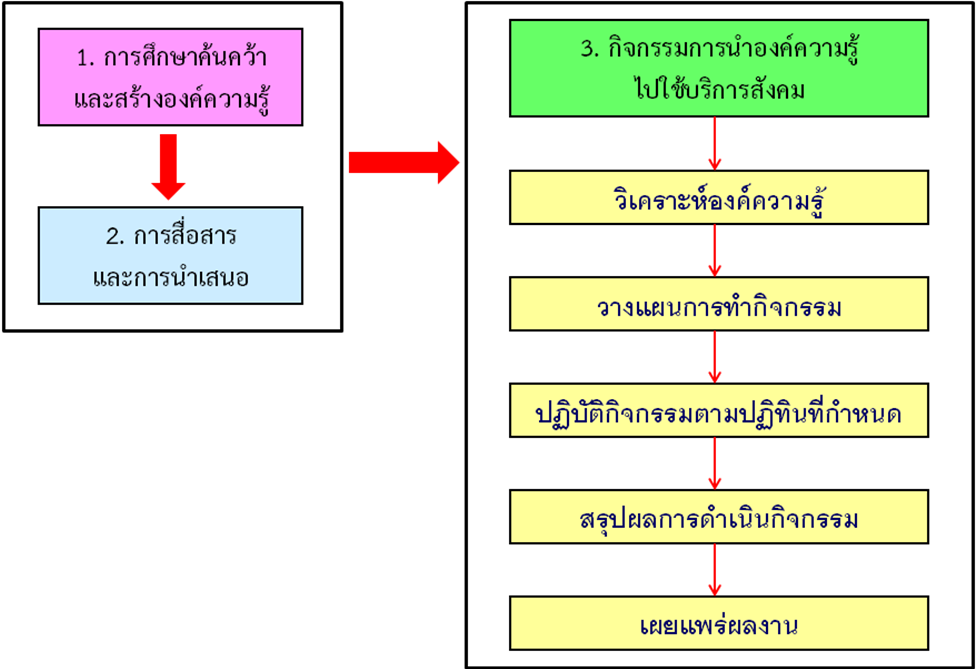 1. การศึกษาค้นคว้า
และสร้างองค์ความรู้
2. การสื่อสาร
และการนำเสนอ
3. กิจกรรมการนำองค์ความรู้
ไปใช้บริการสังคม
วิเคราะห์องค์ความรู้
วางแผนการทำกิจกรรม
ปฏิบัติกิจกรรมตามปฏิทินที่กำหนด
สรุปผลการดำเนินกิจกรรม
เผยแพร่ผลงาน